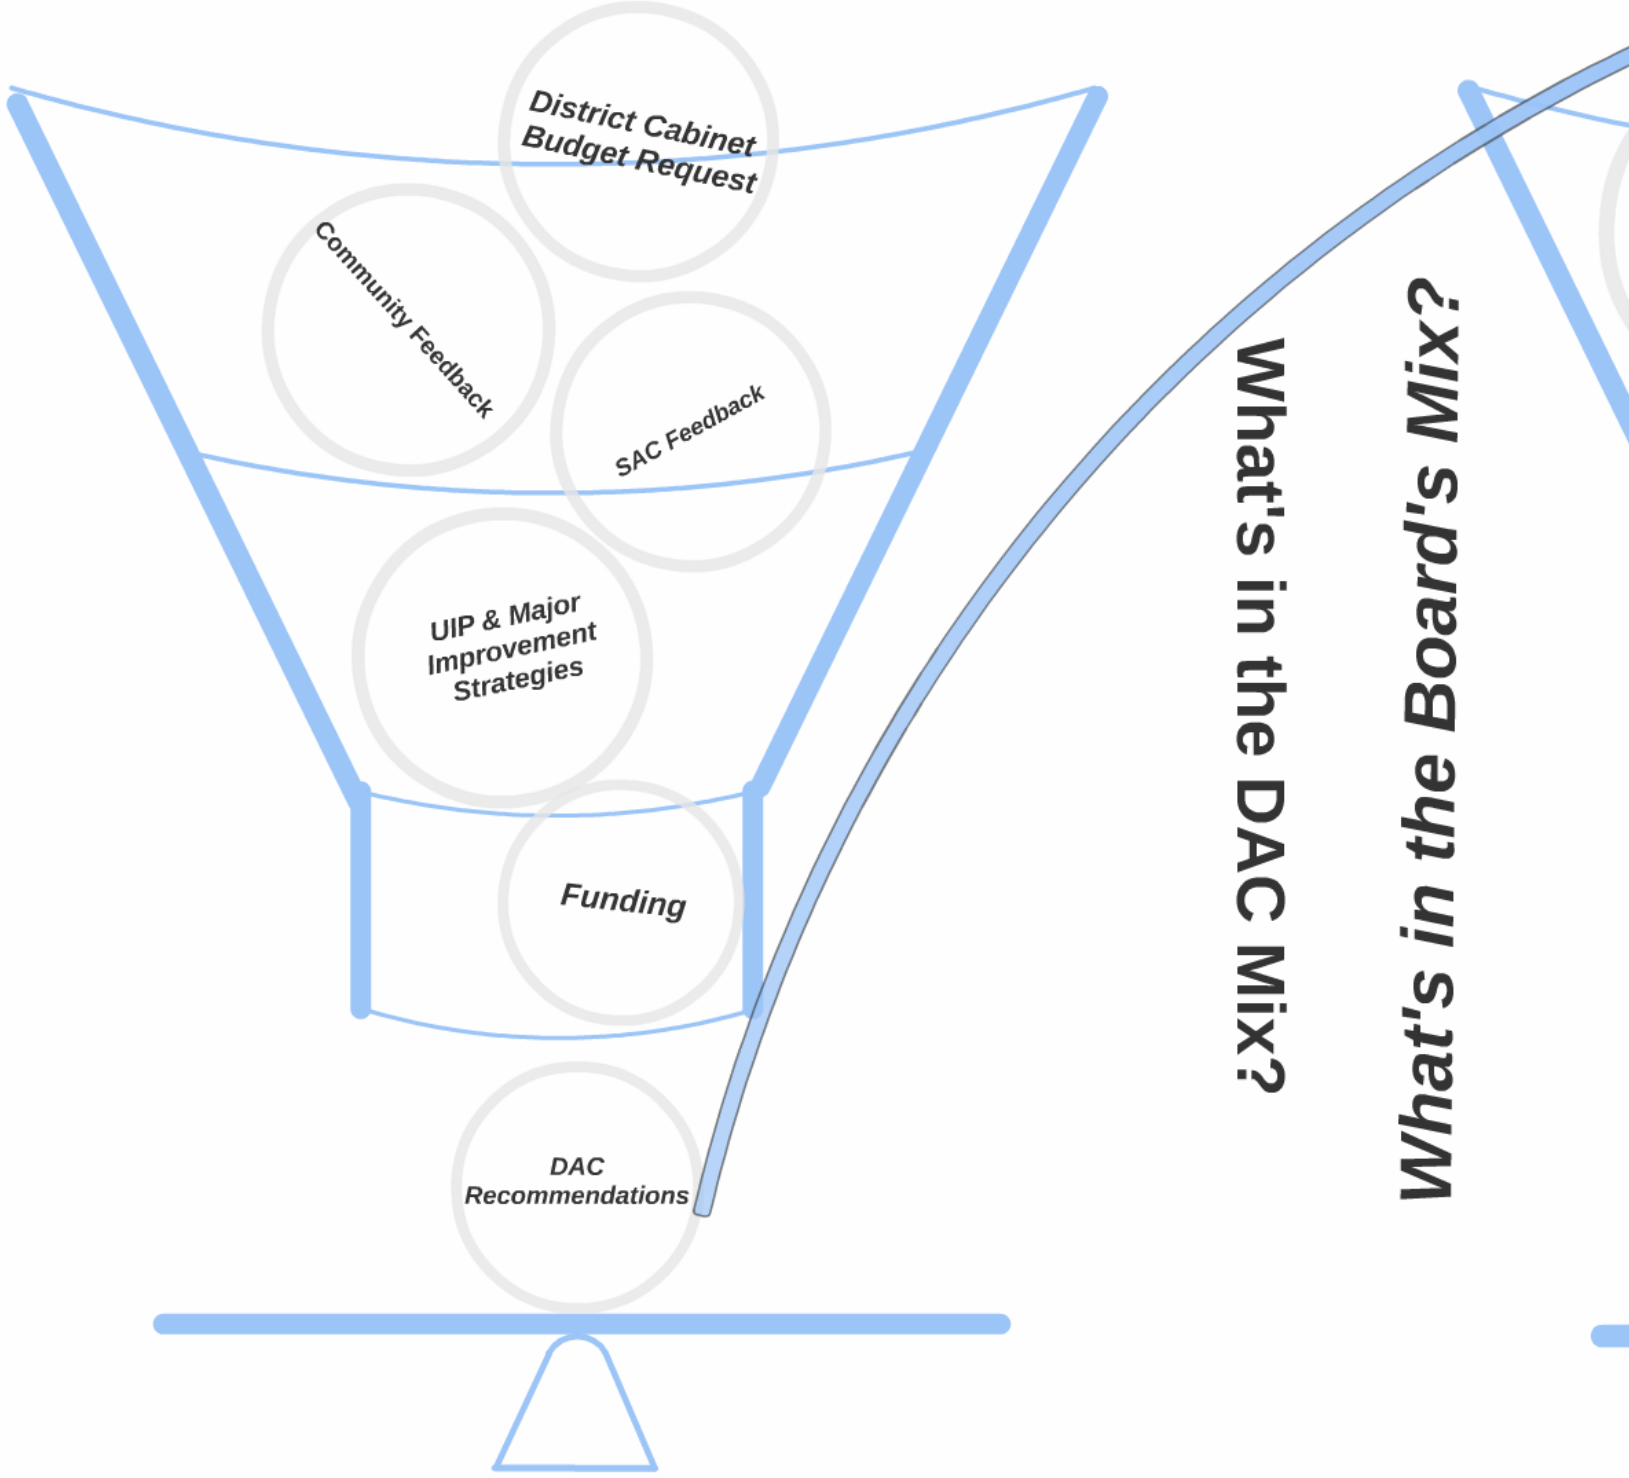 District Cabinet
Budget Request
Community Feedback
SAC Feedback
UIP & Major
Improvement
Strategies
Funding
DAC
Recommendations
What's in the DAC Mix?
What's in the Board's Mix?